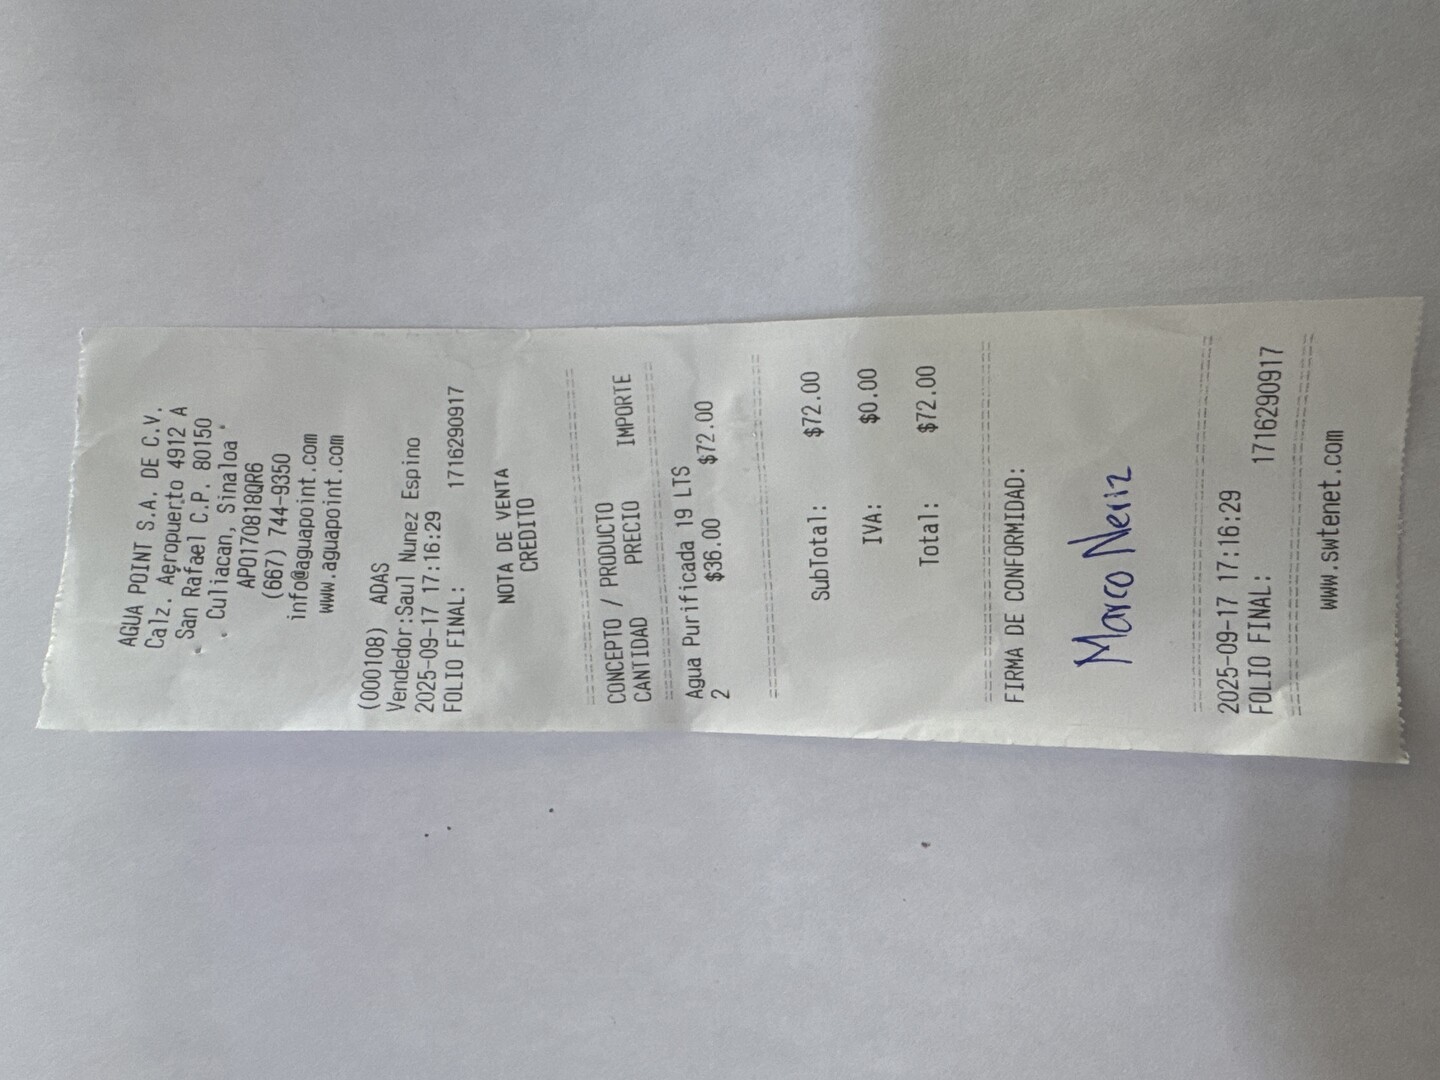 AGUA POINT S.A. DE C.V.
Calz. Aeropuerto 4912 A
San Rafael C.P. 80150
Culiacan, Sinaloa
APO170818QR6
(667) 744-9350
info@aguapoint.com
www.aguapoint.com
(000108) ADAS
Vendedor:Saul Nunez Espino
2025-09-17 17:16:29
FOLIO FINAL: 1716290917
NOTA DE VENTA
CREDITO
CONCEPTO / PRODUCTO
CANTIDAD PRECIO IMPORTE
Agua Purificada 19 LTS
2 $36.00 $72.00
SubTotal: $72.00
IVA: $0.00
Total: $72.00
FIRMA DE CONFORMIDAD:
Marco Neriz
2025-09-17 17:16:29
FOLIO FINAL: 1716290917
www.swtenet.com